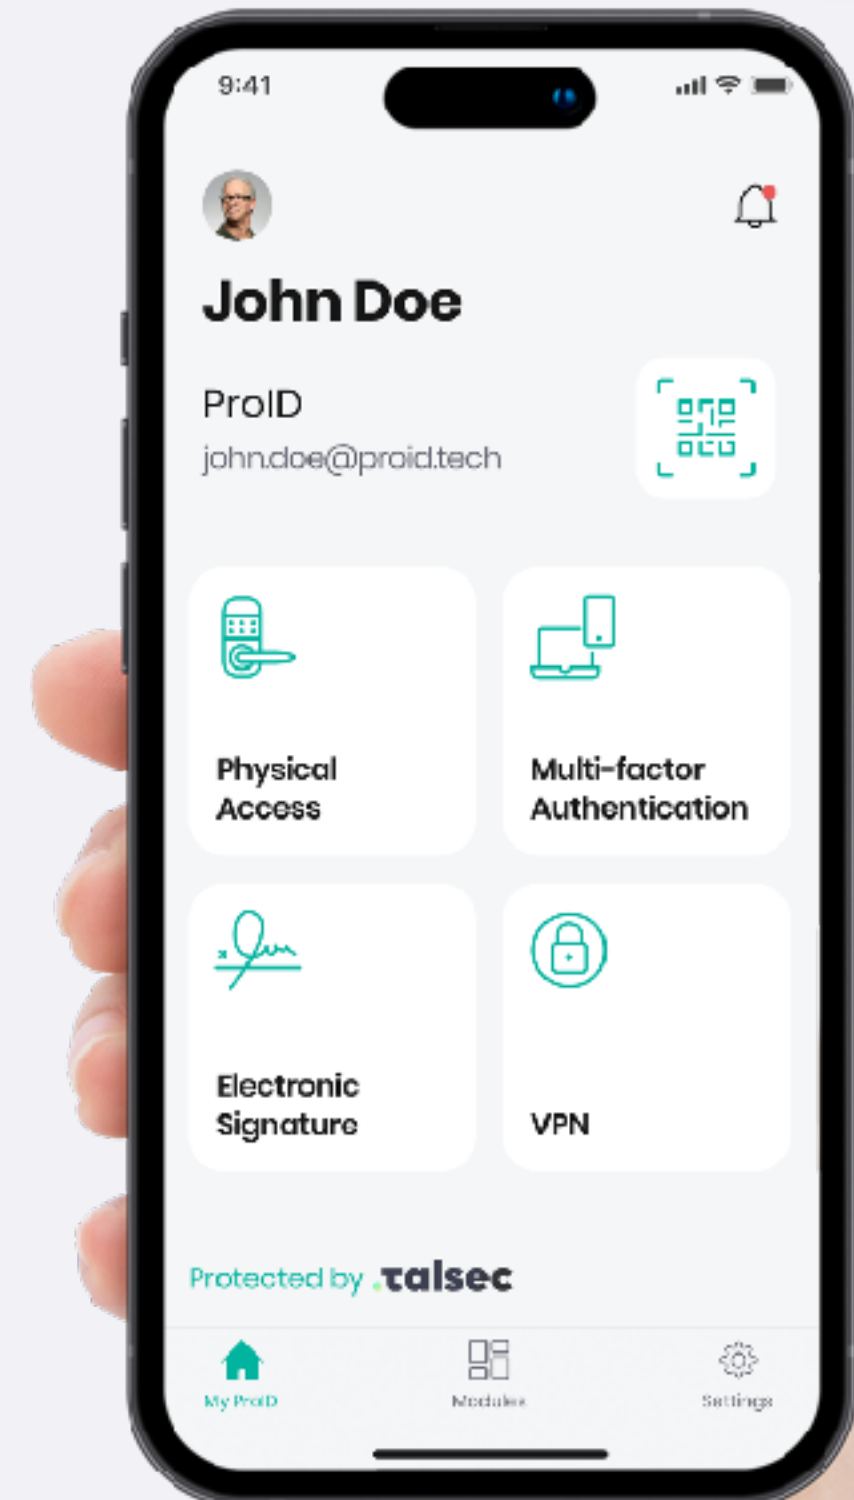 9:41
John Doe
ProID
john.doe@proid.tech
Physical
Access
Multi-factor
Authentication
Electronic
Signature
VPN
Protected by .talsec
My ProID
Modules
Settings